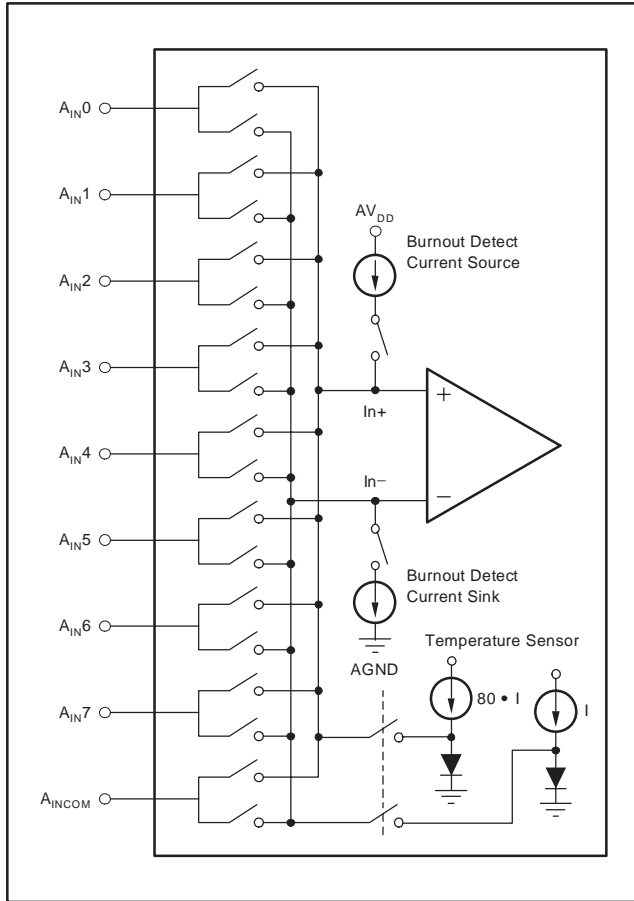 A_IN0
A_IN1
A_IN2
A_IN3
A_IN4
A_IN5
A_IN6
A_IN7
A_INCOM
AV_DD
Burnout Detect
Current Source
In+
+
In−
−
Burnout Detect
Current Sink
AGND
Temperature Sensor
80 • I
I